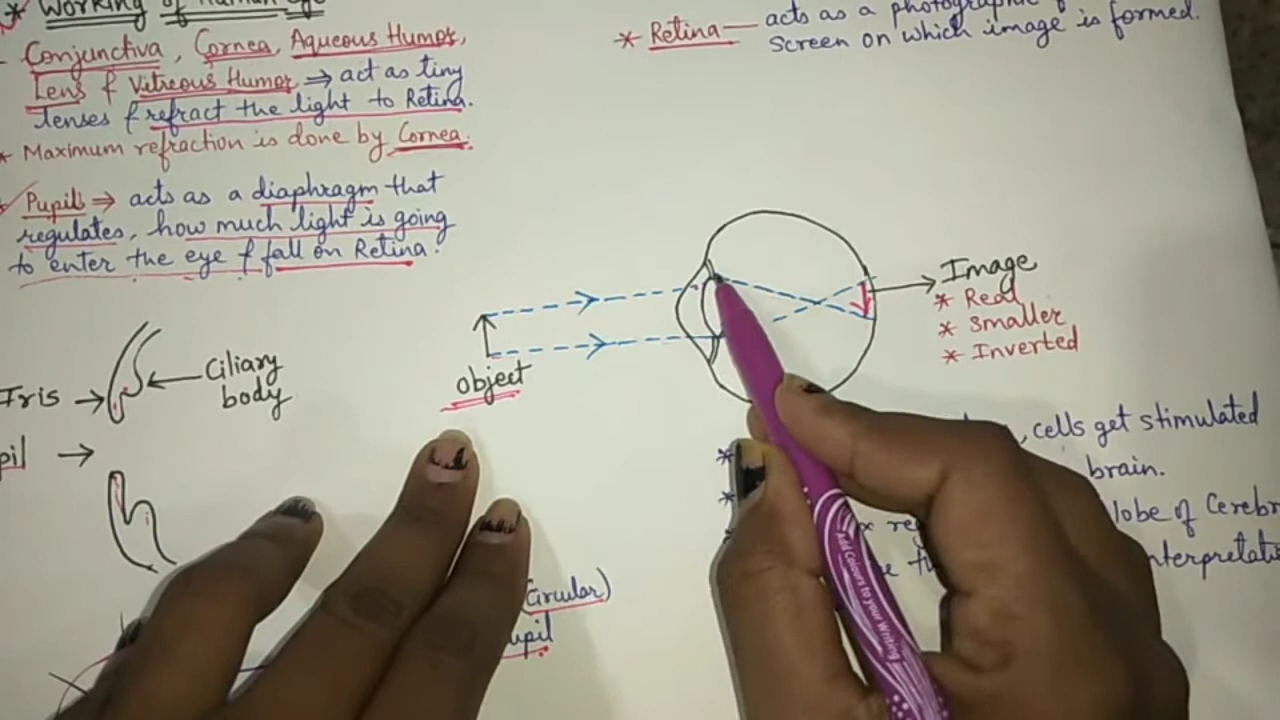 * Working of Human eye
- Conjunctiva, Cornea, Aqueous Humor,
Lens & Vitreous Humor ⇒ act as tiny
lenses & refract the light to Retina.
* Maximum refraction is done by Cornea.
✓ Pupil ⇒ acts as a diaphragm that
regulates, how much light is going
to enter the eye & fall on Retina.
Iris →
← Ciliary
body
pil →
* Retina — acts as a photographic
screen on which image is formed.
object
→ Image
* Real
* Smaller
* Inverted
, cells get stimulated
brain.
lobe of Cerebr
nterpretati
Circular)
upil
Add Colours to your Writing